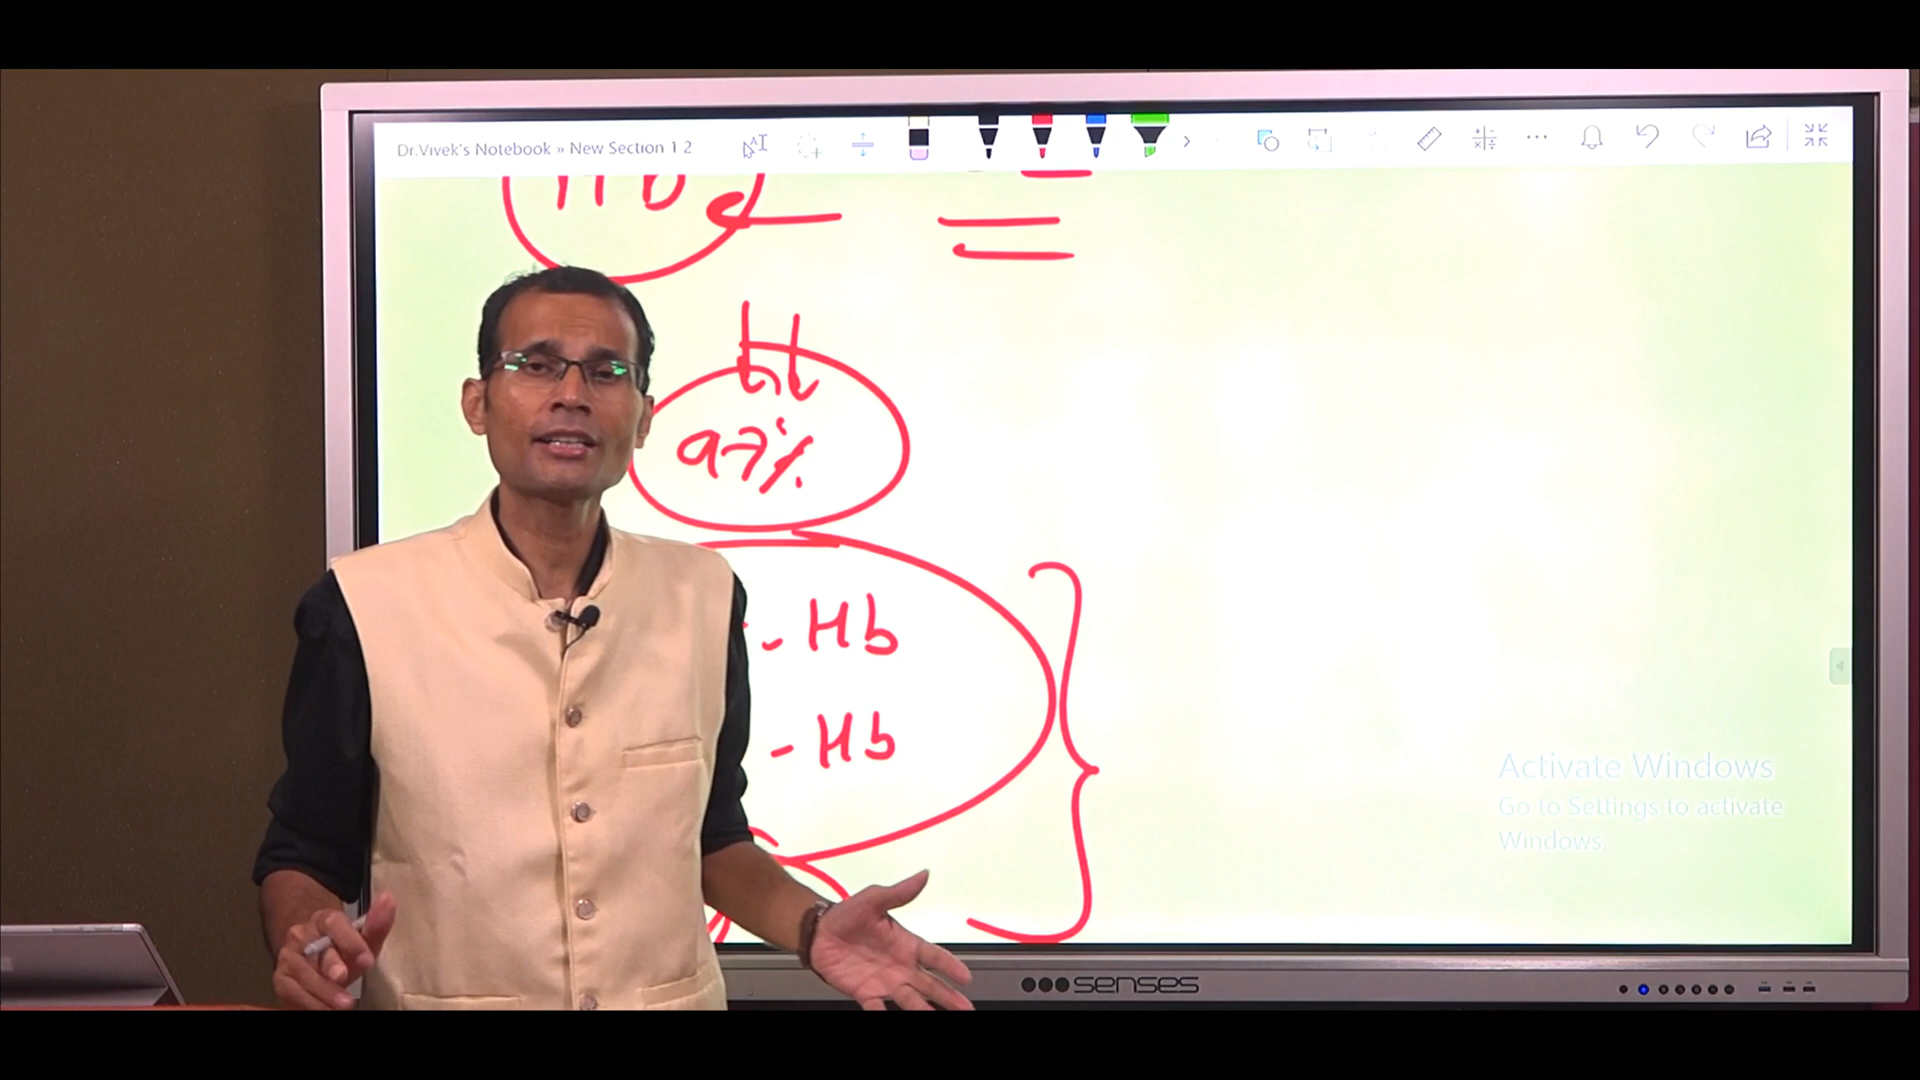 Dr.Vivek's Notebook » New Section 1 2
Hb
97%
- Hb
- Hb
Activate Windows
Go to Settings to activate
Windows.
senses